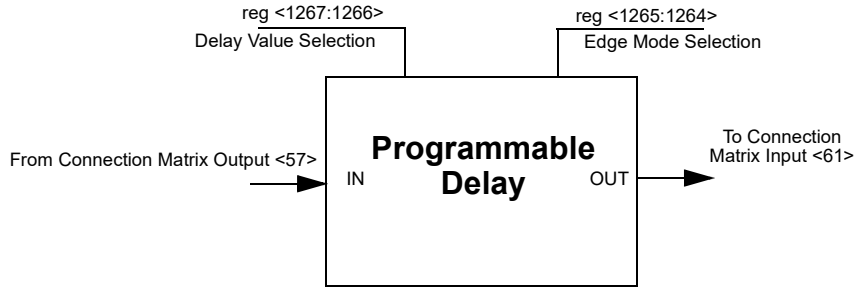 reg <1267:1266>
Delay Value Selection
reg <1265:1264>
Edge Mode Selection
From Connection Matrix Output <57>
IN
Programmable
Delay
OUT
To Connection
Matrix Input <61>